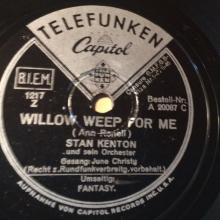 TELEFUNKEN
Capitol
B.I.E.M.
1217
Z
Bestell-Nr.
A 20087 C
WILLOW WEEP FOR ME
(Ann Ronell)
STAN KENTON
und sein Orchester
Gesang: June Christy
(Recht z. Rundfunkverbreitg. vorbehalt.)
Umseitig:
FANTASY.
AUFNAHME VON CAPITOL RECORDS INC. U.S.A.